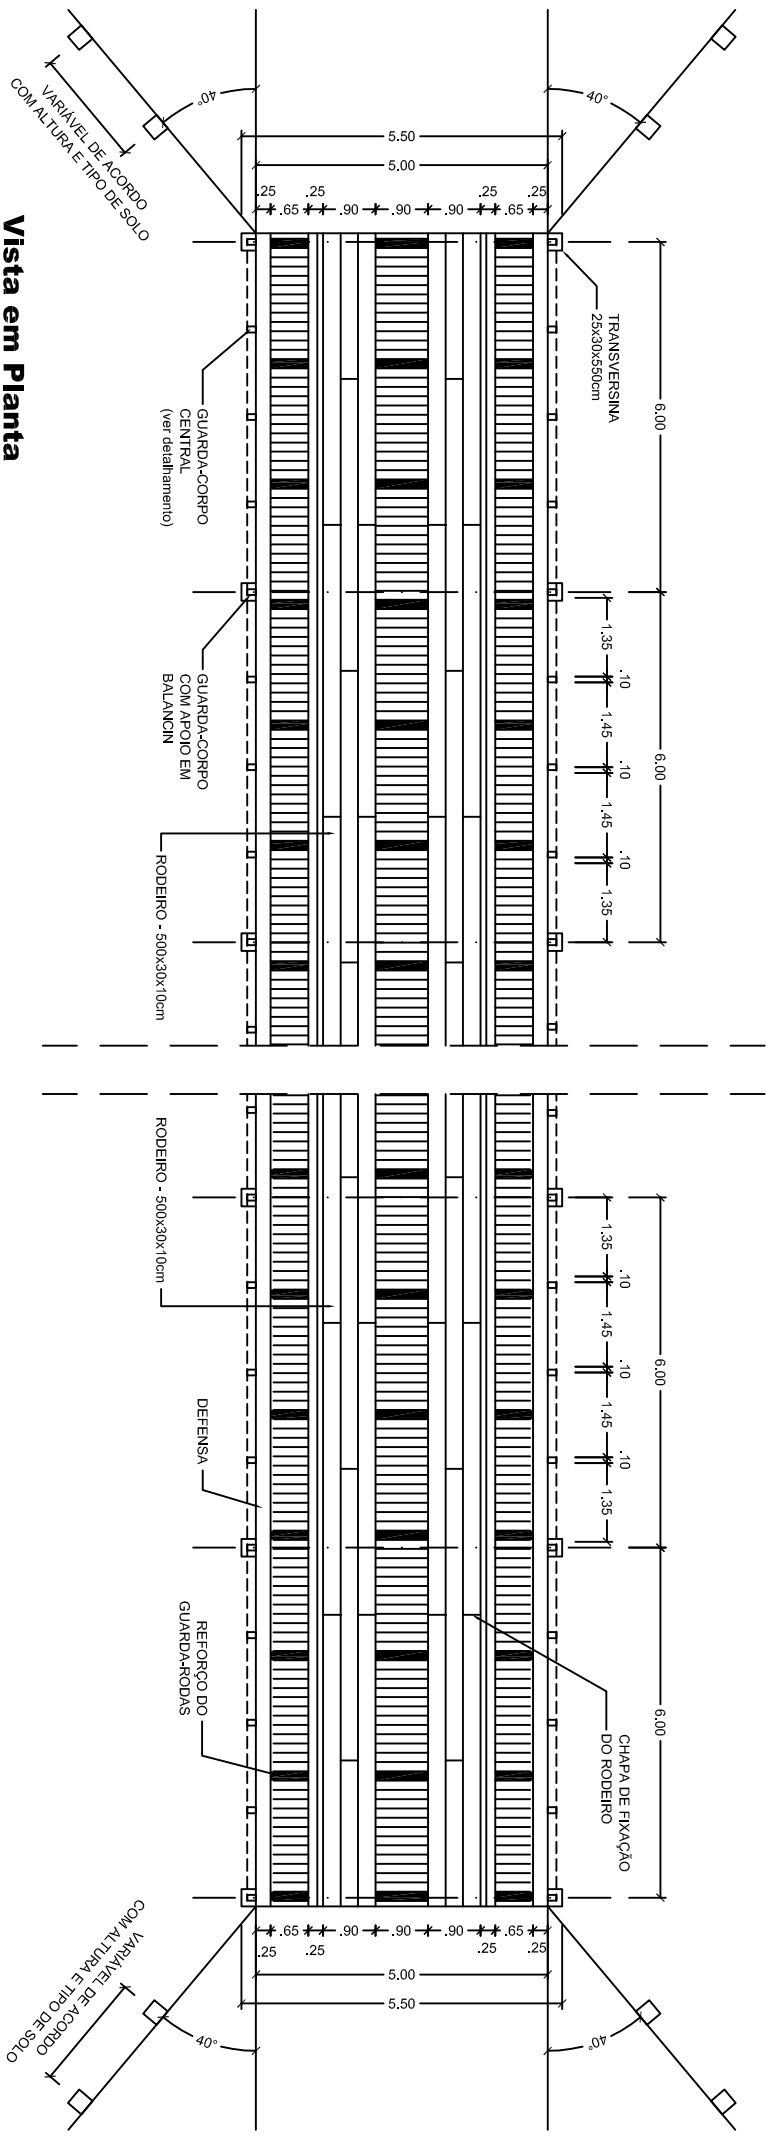 40°
40°
VARIÁVEL DE ACORDO
COM ALTURA E TIPO DE SOLO
5.50
5.00
.25
.25
.25
.25
.65
.90
.90
.90
.65
Vista em Planta
TRANSVERSINA
25x30x550cm
6.00
GUARDA-CORPO
CENTRAL
(ver detalhamento)
GUARDA-CORPO
COM APOIO EM
BALANCIN
1.35
.10
1.45
.10
1.45
.10
1.35
6.00
RODEIRO - 500x30x10cm
RODEIRO - 500x30x10cm
1.35
.10
1.45
.10
1.45
.10
1.35
6.00
DEFENSA
REFORÇO DO
GUARDA-RODAS
CHAPA DE FIXAÇÃO
DO RODEIRO
6.00
.65
.90
.90
.90
.65
.25
.25
.25
.25
5.00
5.50
VARIÁVEL DE ACORDO
COM ALTURA E TIPO DE SOLO
40°
40°